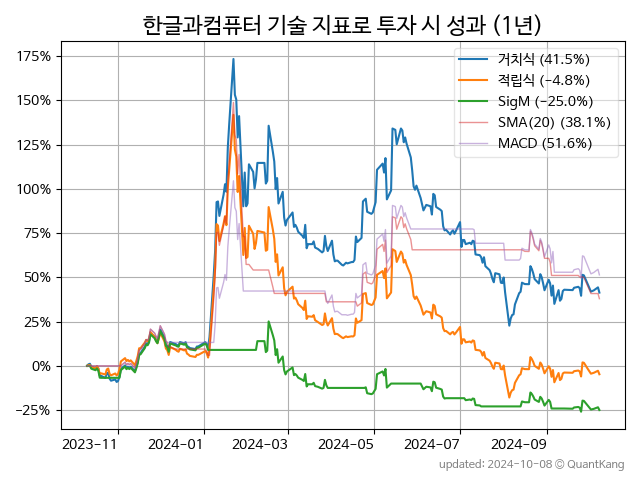 한글과컴퓨터 기술 지표로 투자 시 성과 (1년)
175%
150%
125%
100%
75%
50%
25%
0%
−25%
거치식 (41.5%)
적립식 (−4.8%)
SigM (−25.0%)
SMA(20) (38.1%)
MACD (51.6%)
2023−11
2024−01
2024−03
2024−05
2024−07
2024−09
updated: 2024-10-08 © QuantKang